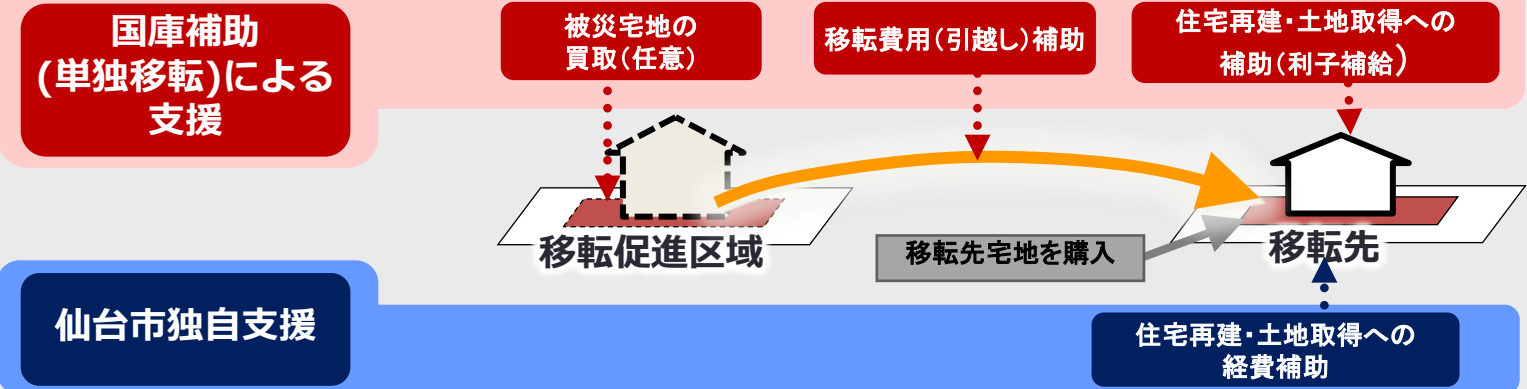 国庫補助
(単独移転)による
支援
被災宅地の
買取(任意)
移転費用(引越し)補助
住宅再建・土地取得への
補助(利子補給)
移転促進区域
移転先宅地を購入
移転先
仙台市独自支援
住宅再建・土地取得への
経費補助